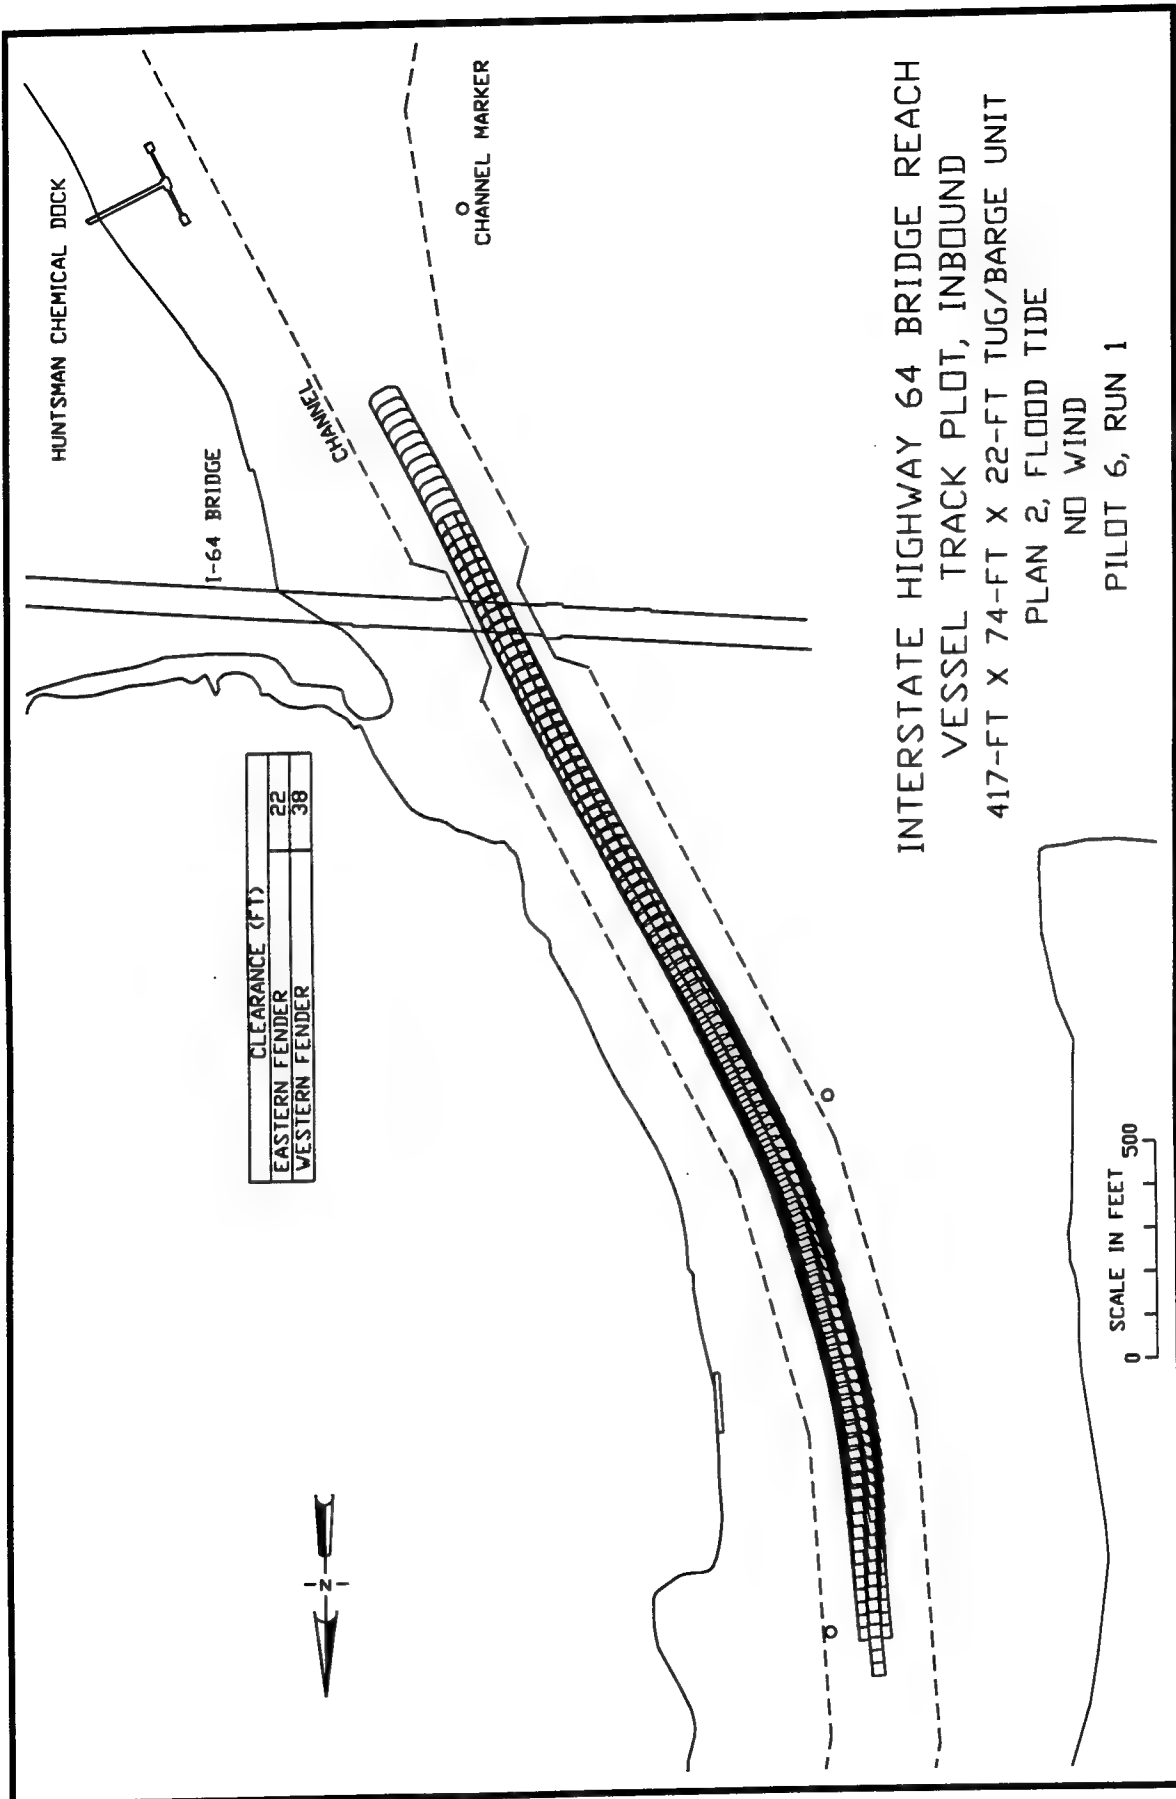 HUNTSMAN CHEMICAL DOCK
CHANNEL MARKER
CHANNEL
I-64 BRIDGE
CLEARANCE (FT)
EASTERN FENDER 22
WESTERN FENDER 38
N
INTERSTATE HIGHWAY 64 BRIDGE REACH
VESSEL TRACK PLOT, INBOUND
417-FT X 74-FT X 22-FT TUG/BARGE UNIT
PLAN 2, FLOOD TIDE
NO WIND
PILOT 6, RUN 1
SCALE IN FEET
0 500